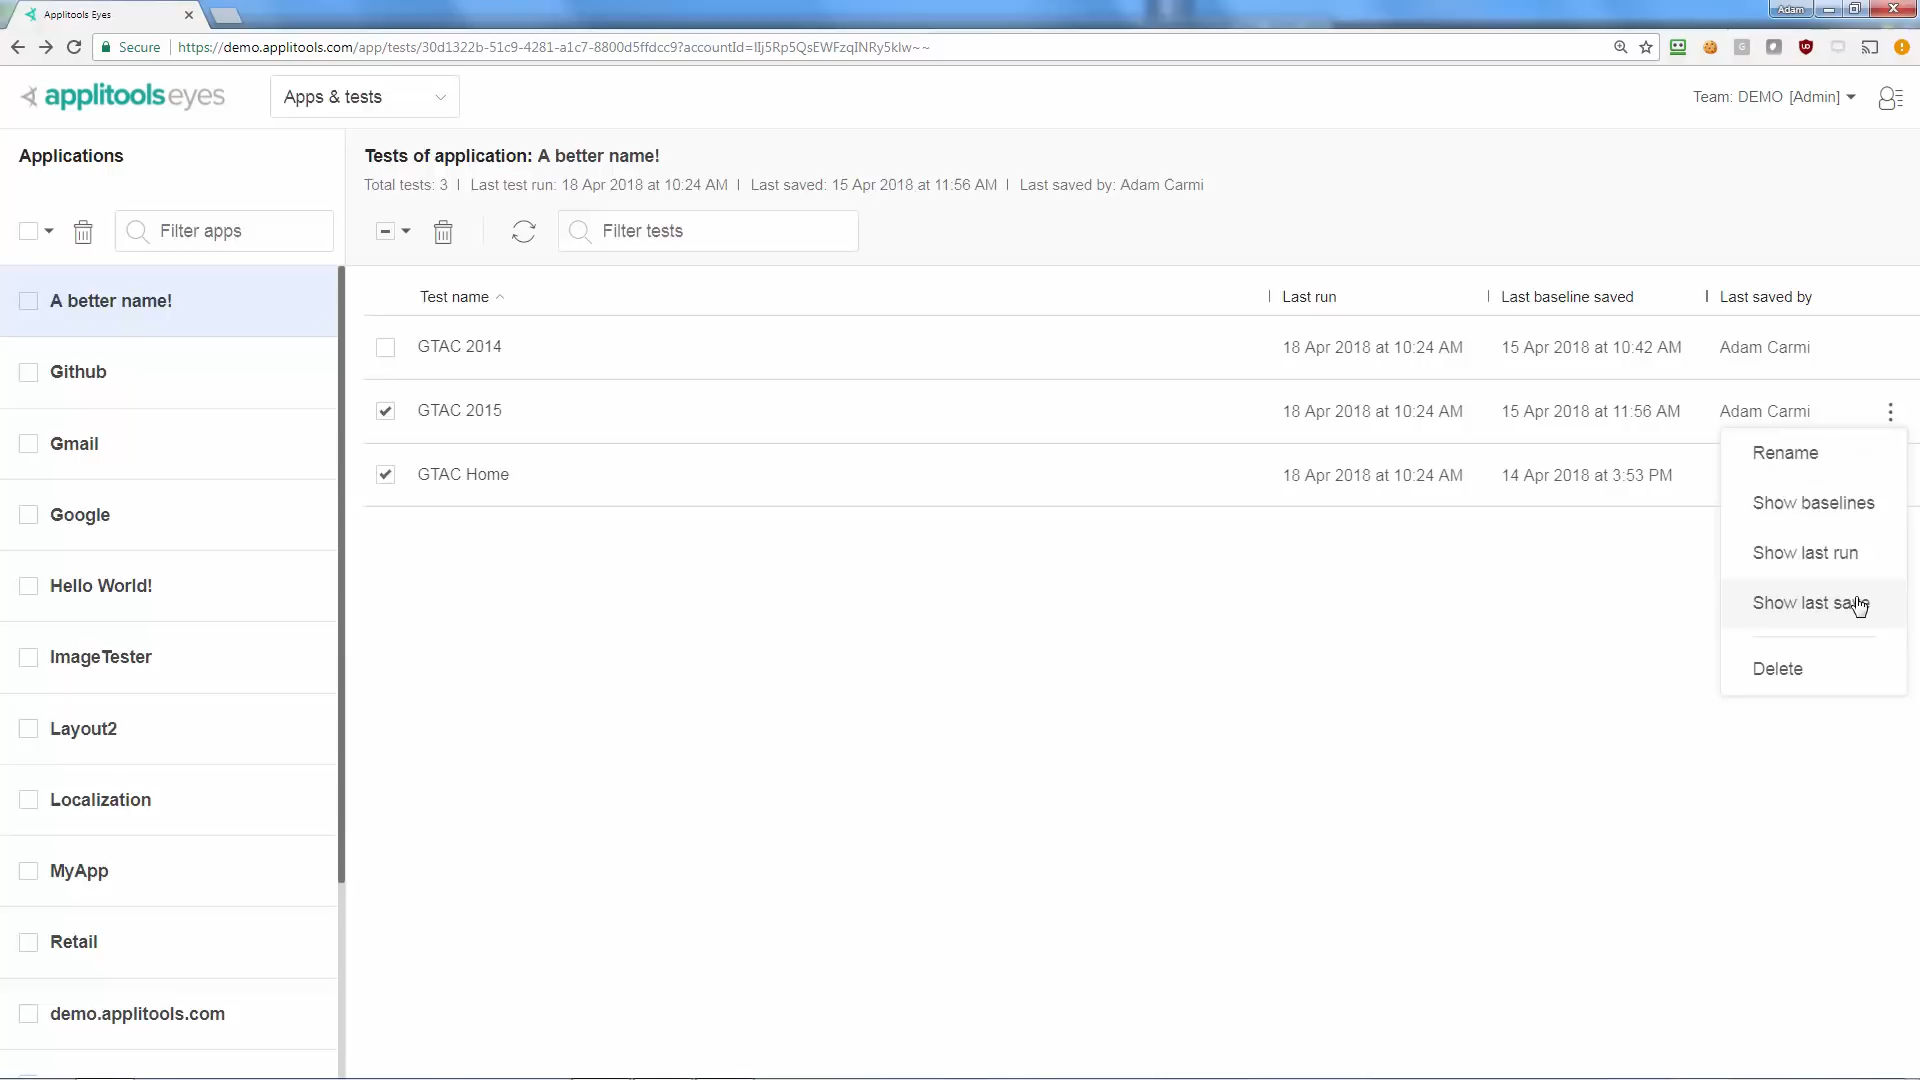 Applitools Eyes
Adam
Secure https://demo.applitools.com/app/tests/30d1322b-51c9-4281-a1c7-8800d5ffdcc9?accountId=lIj5Rp5QsEWFzqINRy5klw~~
applitools eyes
Apps & tests
Team: DEMO [Admin]
Applications
Tests of application: A better name!
Total tests: 3 | Last test run: 18 Apr 2018 at 10:24 AM | Last saved: 15 Apr 2018 at 11:56 AM | Last saved by: Adam Carmi
Filter apps
Filter tests
A better name!
Github
Gmail
Google
Hello World!
ImageTester
Layout2
Localization
MyApp
Retail
demo.applitools.com
Test name Last run Last baseline saved Last saved by
GTAC 2014 18 Apr 2018 at 10:24 AM 15 Apr 2018 at 10:42 AM Adam Carmi
GTAC 2015 18 Apr 2018 at 10:24 AM 15 Apr 2018 at 11:56 AM Adam Carmi
GTAC Home 18 Apr 2018 at 10:24 AM 14 Apr 2018 at 3:53 PM
Rename
Show baselines
Show last run
Show last save
Delete